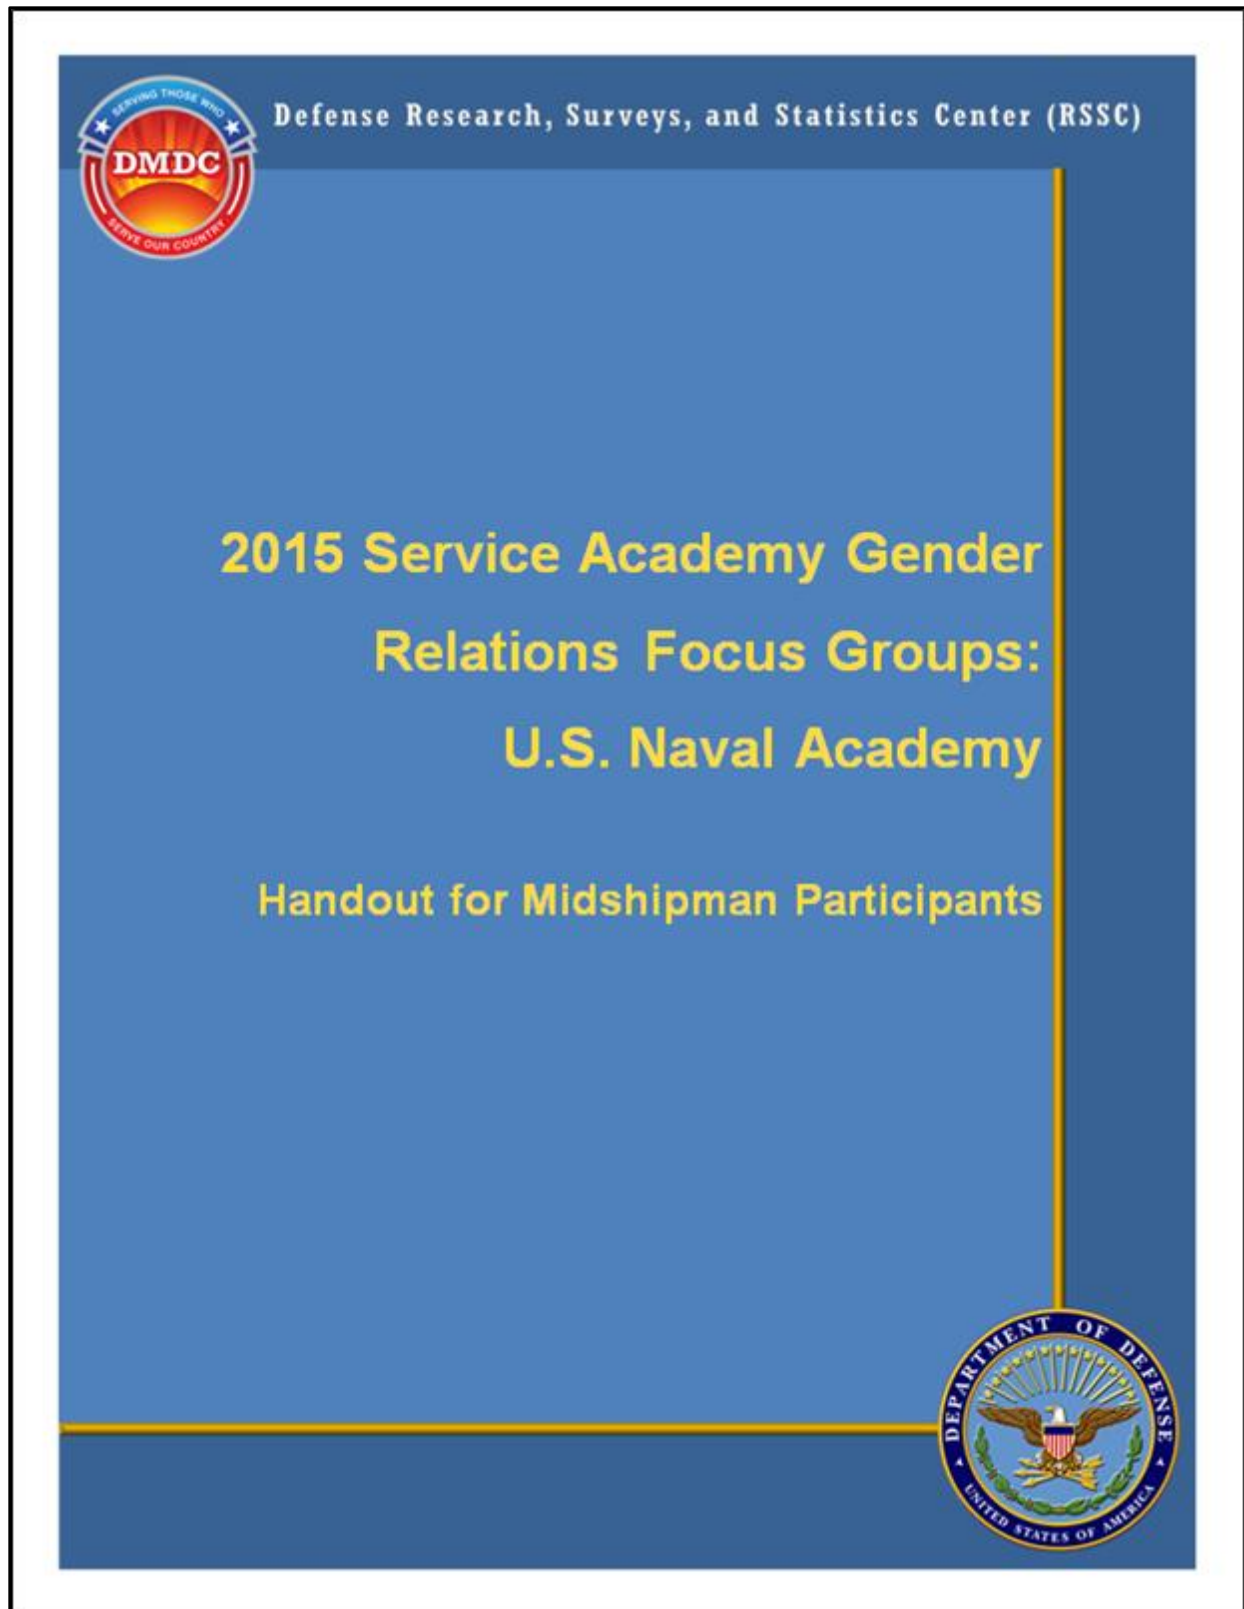 SERVING THOSE WHO
DMDC
SERVE OUR COUNTRY
Defense Research, Surveys, and Statistics Center (RSSC)
2015 Service Academy Gender
Relations Focus Groups:
U.S. Naval Academy
Handout for Midshipman Participants
DEPARTMENT OF DEFENSE
UNITED STATES OF AMERICA